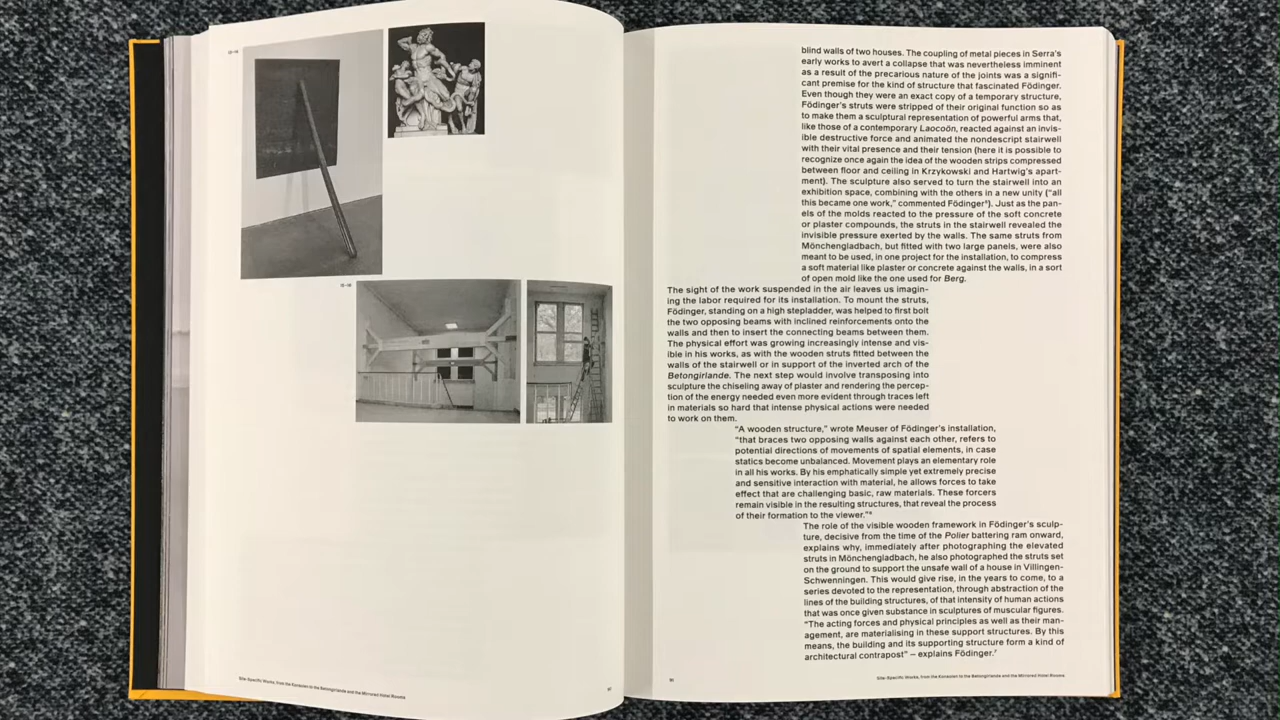 Site-Specific Works, from the Konsolen to the Betongirlande and the Mirrored Hotel Rooms
blind walls of two houses. The coupling of metal pieces in Serra's
early works to avert a collapse that was nevertheless imminent
as a result of the precarious nature of the joints was a signifi-
cant premise for the kind of structure that fascinated Födinger.
Even though they were an exact copy of a temporary structure,
Födinger's struts were stripped of their original function so as
to make them a sculptural representation of powerful arms that,
like those of a contemporary Laocoön, reacted against an invis-
ible destructive force and animated the nondescript stairwell
with their vital presence and their tension (here it is possible to
recognize once again the idea of the wooden strips compressed
between floor and ceiling in Krzykowski and Hartwig's apart-
ment). The sculpture also served to turn the stairwell into an
exhibition space, combining with the others in a new unity ("all
this became one work," commented Födinger). Just as the pan-
els of the molds reacted to the pressure of the soft concrete
or plaster compounds, the struts in the stairwell revealed the
invisible pressure exerted by the walls. The same struts from
Mönchengladbach, but fitted with two large panels, were also
meant to be used, in one project for the installation, to compress
a soft material like plaster or concrete against the walls, in a sort
of open mold like the one used for Berg.
The sight of the work suspended in the air leaves us imagin-
ing the labor required for its installation. To mount the struts,
Födinger, standing on a high stepladder, was helped to first bolt
the two opposing beams with inclined reinforcements onto the
walls and then to insert the connecting beams between them.
The physical effort was growing increasingly intense and vis-
ible in his works, as with the wooden struts fitted between the
walls of the stairwell or in support of the inverted arch of the
Betongirlande. The next step would involve transposing into
sculpture the chiseling away of plaster and rendering the percep-
tion of the energy needed even more evident through traces left
in materials so hard that intense physical actions were needed
to work on them.
"A wooden structure," wrote Meuser of Födinger's installation,
"that braces two opposing walls against each other, refers to
potential directions of movements of spatial elements, in case
statics become unbalanced. Movement plays an elementary role
in all his works. By his emphatically simple yet extremely precise
and sensitive interaction with material, he allows forces to take
effect that are challenging basic, raw materials. These forcers
remain visible in the resulting structures, that reveal the process
of their formation to the viewer."
The role of the visible wooden framework in Födinger's sculp-
ture, decisive from the time of the Polier battering ram onward,
explains why, immediately after photographing the elevated
struts in Mönchengladbach, he also photographed the struts set
on the ground to support the unsafe wall of a house in Villingen-
Schwenningen. This would give rise, in the years to come, to a
series devoted to the representation, through abstraction of the
lines of the building structures, of that intensity of human actions
that was once given substance in sculptures of muscular figures.
"The acting forces and physical principles as well as their man-
agement, are materialising in these support structures. By this
means, the building and its supporting structure form a kind of
architectural contrapost" – explains Födinger.⁷
Site-Specific Works, from the Konsolen to the Betongirlande and the Mirrored Hotel Rooms